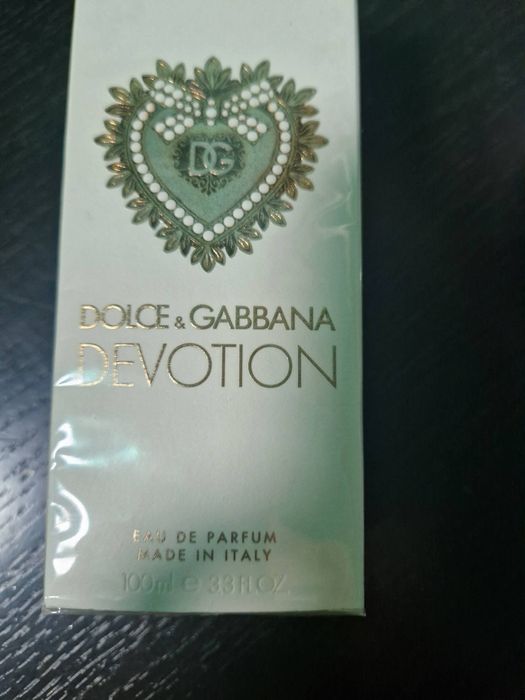 DG
DOLCE & GABBANA
DEVOTION
EAU DE PARFUM
MADE IN ITALY
100ml e 3.3 FL.OZ.